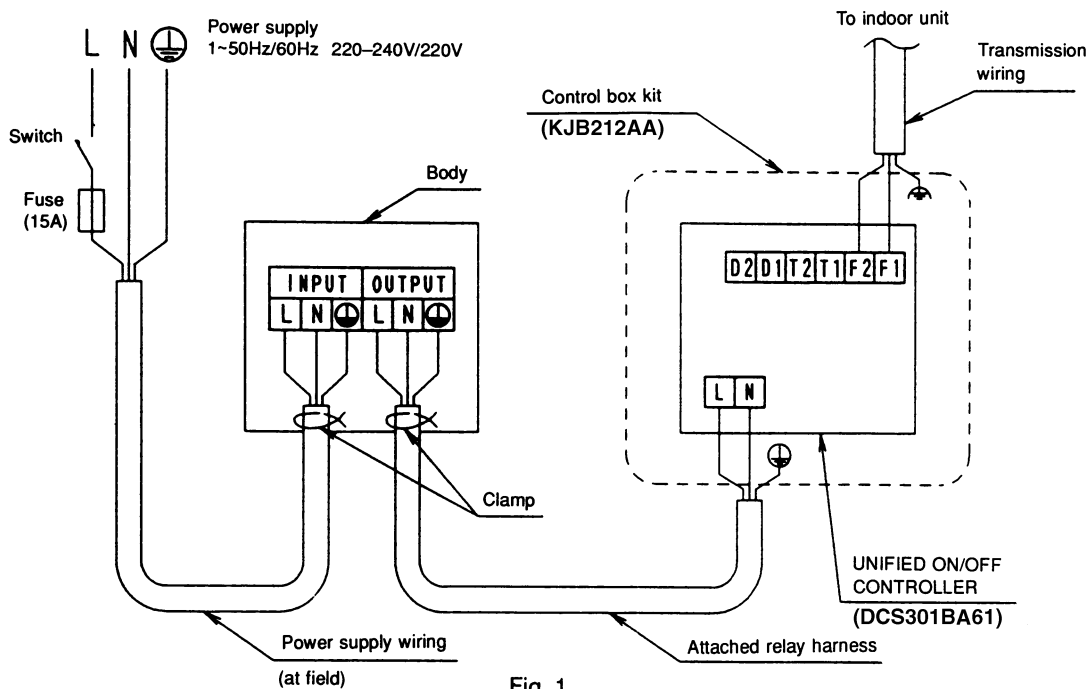 L N
Power supply
1~50Hz/60Hz 220–240V/220V
Switch
Fuse
(15A)
Body
INPUT OUTPUT
L N L N
Clamp
Power supply wiring
(at field)
To indoor unit
Transmission
wiring
Control box kit
(KJB212AA)
D2 D1 T2 T1 F2 F1
L N
UNIFIED ON/OFF
CONTROLLER
(DCS301BA61)
Attached relay harness
Fig. 1